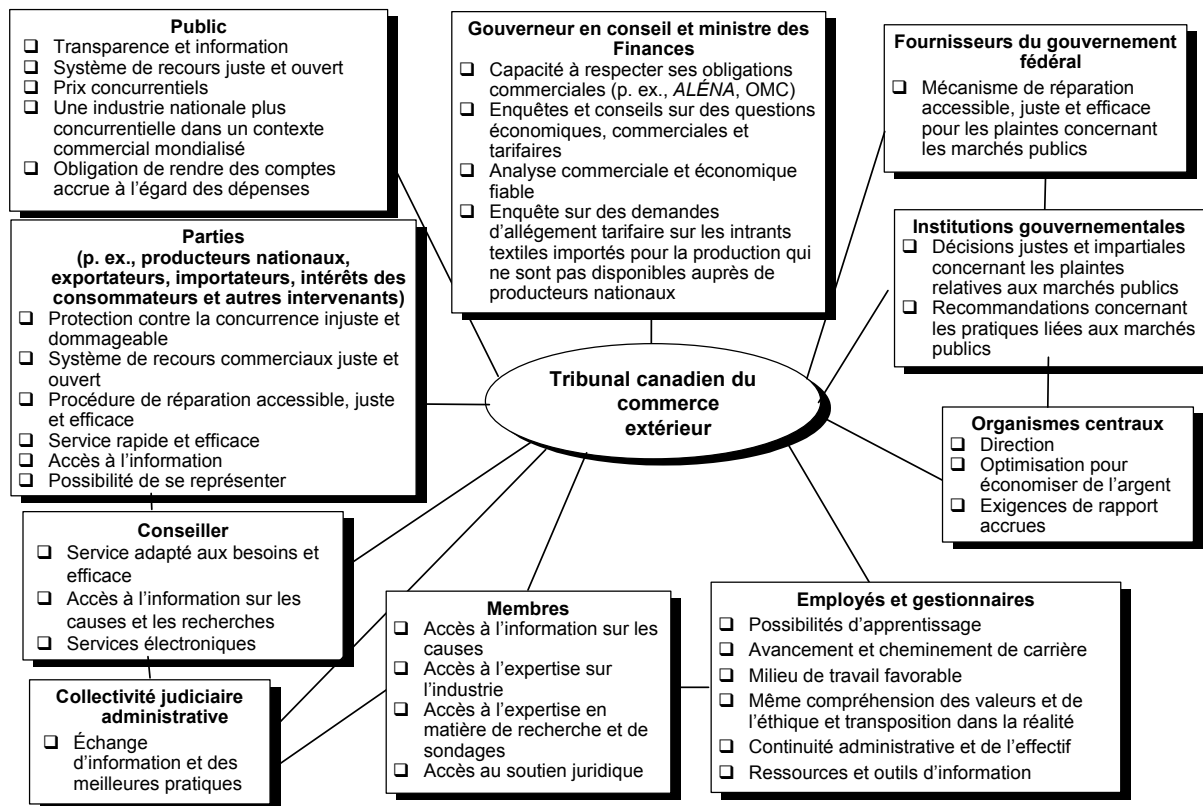 Public
❑ Transparence et information
❑ Système de recours juste et ouvert
❑ Prix concurrentiels
❑ Une industrie nationale plus
concurrentielle dans un contexte
commercial mondialisé
❑ Obligation de rendre des comptes
accrue à l'égard des dépenses
Gouverneur en conseil et ministre des
Finances
❑ Capacité à respecter ses obligations
commerciales (p. ex., ALÉNA, OMC)
❑ Enquêtes et conseils sur des questions
économiques, commerciales et
tarifaires
❑ Analyse commerciale et économique
fiable
❑ Enquête sur des demandes
d'allégement tarifaire sur les intrants
textiles importés pour la production qui
ne sont pas disponibles auprès de
producteurs nationaux
Fournisseurs du gouvernement
fédéral
❑ Mécanisme de réparation
accessible, juste et efficace
pour les plaintes concernant
les marchés publics
Parties
(p. ex., producteurs nationaux,
exportateurs, importateurs, intérêts des
consommateurs et autres intervenants)
❑ Protection contre la concurrence injuste et
dommageable
❑ Système de recours commerciaux juste et
ouvert
❑ Procédure de réparation accessible, juste
et efficace
❑ Service rapide et efficace
❑ Accès à l'information
❑ Possibilité de se représenter
Institutions gouvernementales
❑ Décisions justes et impartiales
concernant les plaintes
relatives aux marchés publics
❑ Recommandations concernant
les pratiques liées aux marchés
publics
Tribunal canadien du
commerce
extérieur
Organismes centraux
❑ Direction
❑ Optimisation pour
économiser de l'argent
❑ Exigences de rapport
accrues
Conseiller
❑ Service adapté aux besoins et
efficace
❑ Accès à l'information sur les
causes et les recherches
❑ Services électroniques
Collectivité judiciaire
administrative
❑ Échange
d'information et des
meilleures pratiques
Membres
❑ Accès à l'information sur les
causes
❑ Accès à l'expertise sur
l'industrie
❑ Accès à l'expertise en
matière de recherche et de
sondages
❑ Accès au soutien juridique
Employés et gestionnaires
❑ Possibilités d'apprentissage
❑ Avancement et cheminement de carrière
❑ Milieu de travail favorable
❑ Même compréhension des valeurs et de
l'éthique et transposition dans la réalité
❑ Continuité administrative et de l'effectif
❑ Ressources et outils d'information